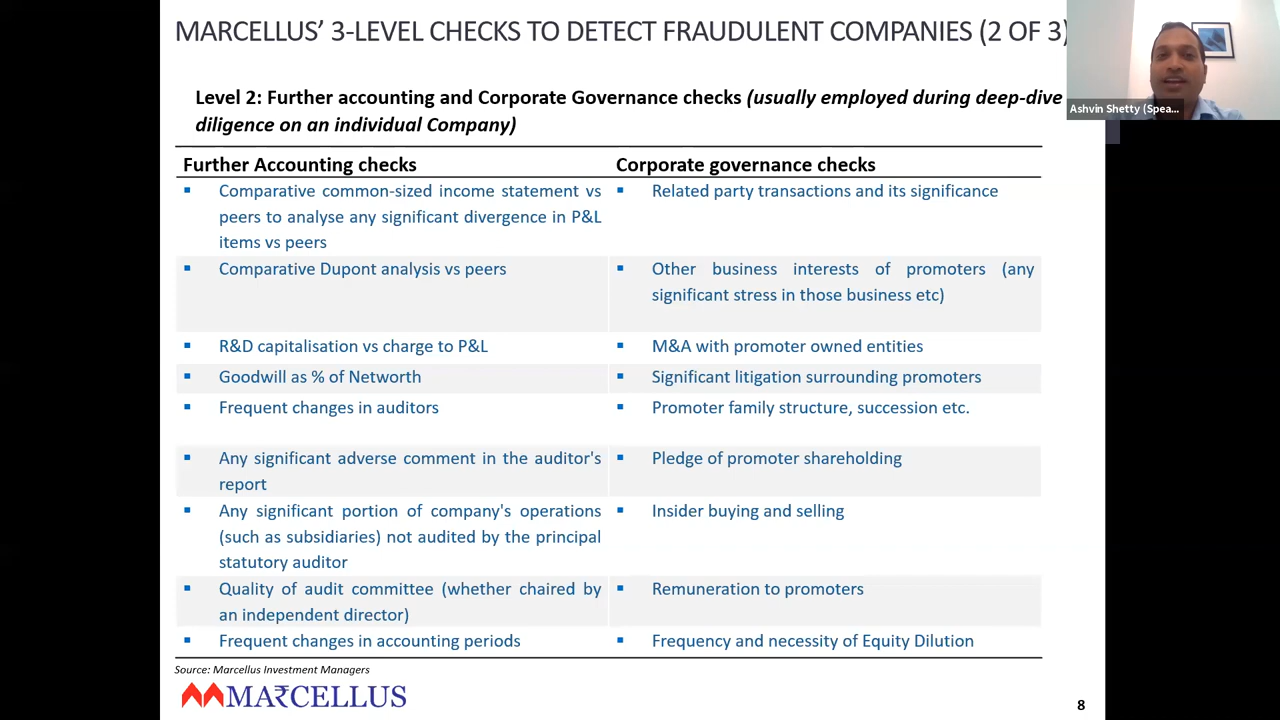 MARCELLUS' 3-LEVEL CHECKS TO DETECT FRAUDULENT COMPANIES (2 OF 3)
Ashvin Shetty (Spea...
Level 2: Further accounting and Corporate Governance checks (usually employed during deep-dive
diligence on an individual Company)
Further Accounting checks
Corporate governance checks
▪ Comparative common-sized income statement vs
peers to analyse any significant divergence in P&L
items vs peers
▪ Related party transactions and its significance
▪ Comparative Dupont analysis vs peers
▪ Other business interests of promoters (any
significant stress in those business etc)
▪ R&D capitalisation vs charge to P&L
▪ M&A with promoter owned entities
▪ Goodwill as % of Networth
▪ Significant litigation surrounding promoters
▪ Frequent changes in auditors
▪ Promoter family structure, succession etc.
▪ Any significant adverse comment in the auditor's
report
▪ Pledge of promoter shareholding
▪ Any significant portion of company's operations
(such as subsidiaries) not audited by the principal
statutory auditor
▪ Insider buying and selling
▪ Quality of audit committee (whether chaired by
an independent director)
▪ Remuneration to promoters
▪ Frequent changes in accounting periods
▪ Frequency and necessity of Equity Dilution
Source: Marcellus Investment Managers
MA₹CELLUS
8